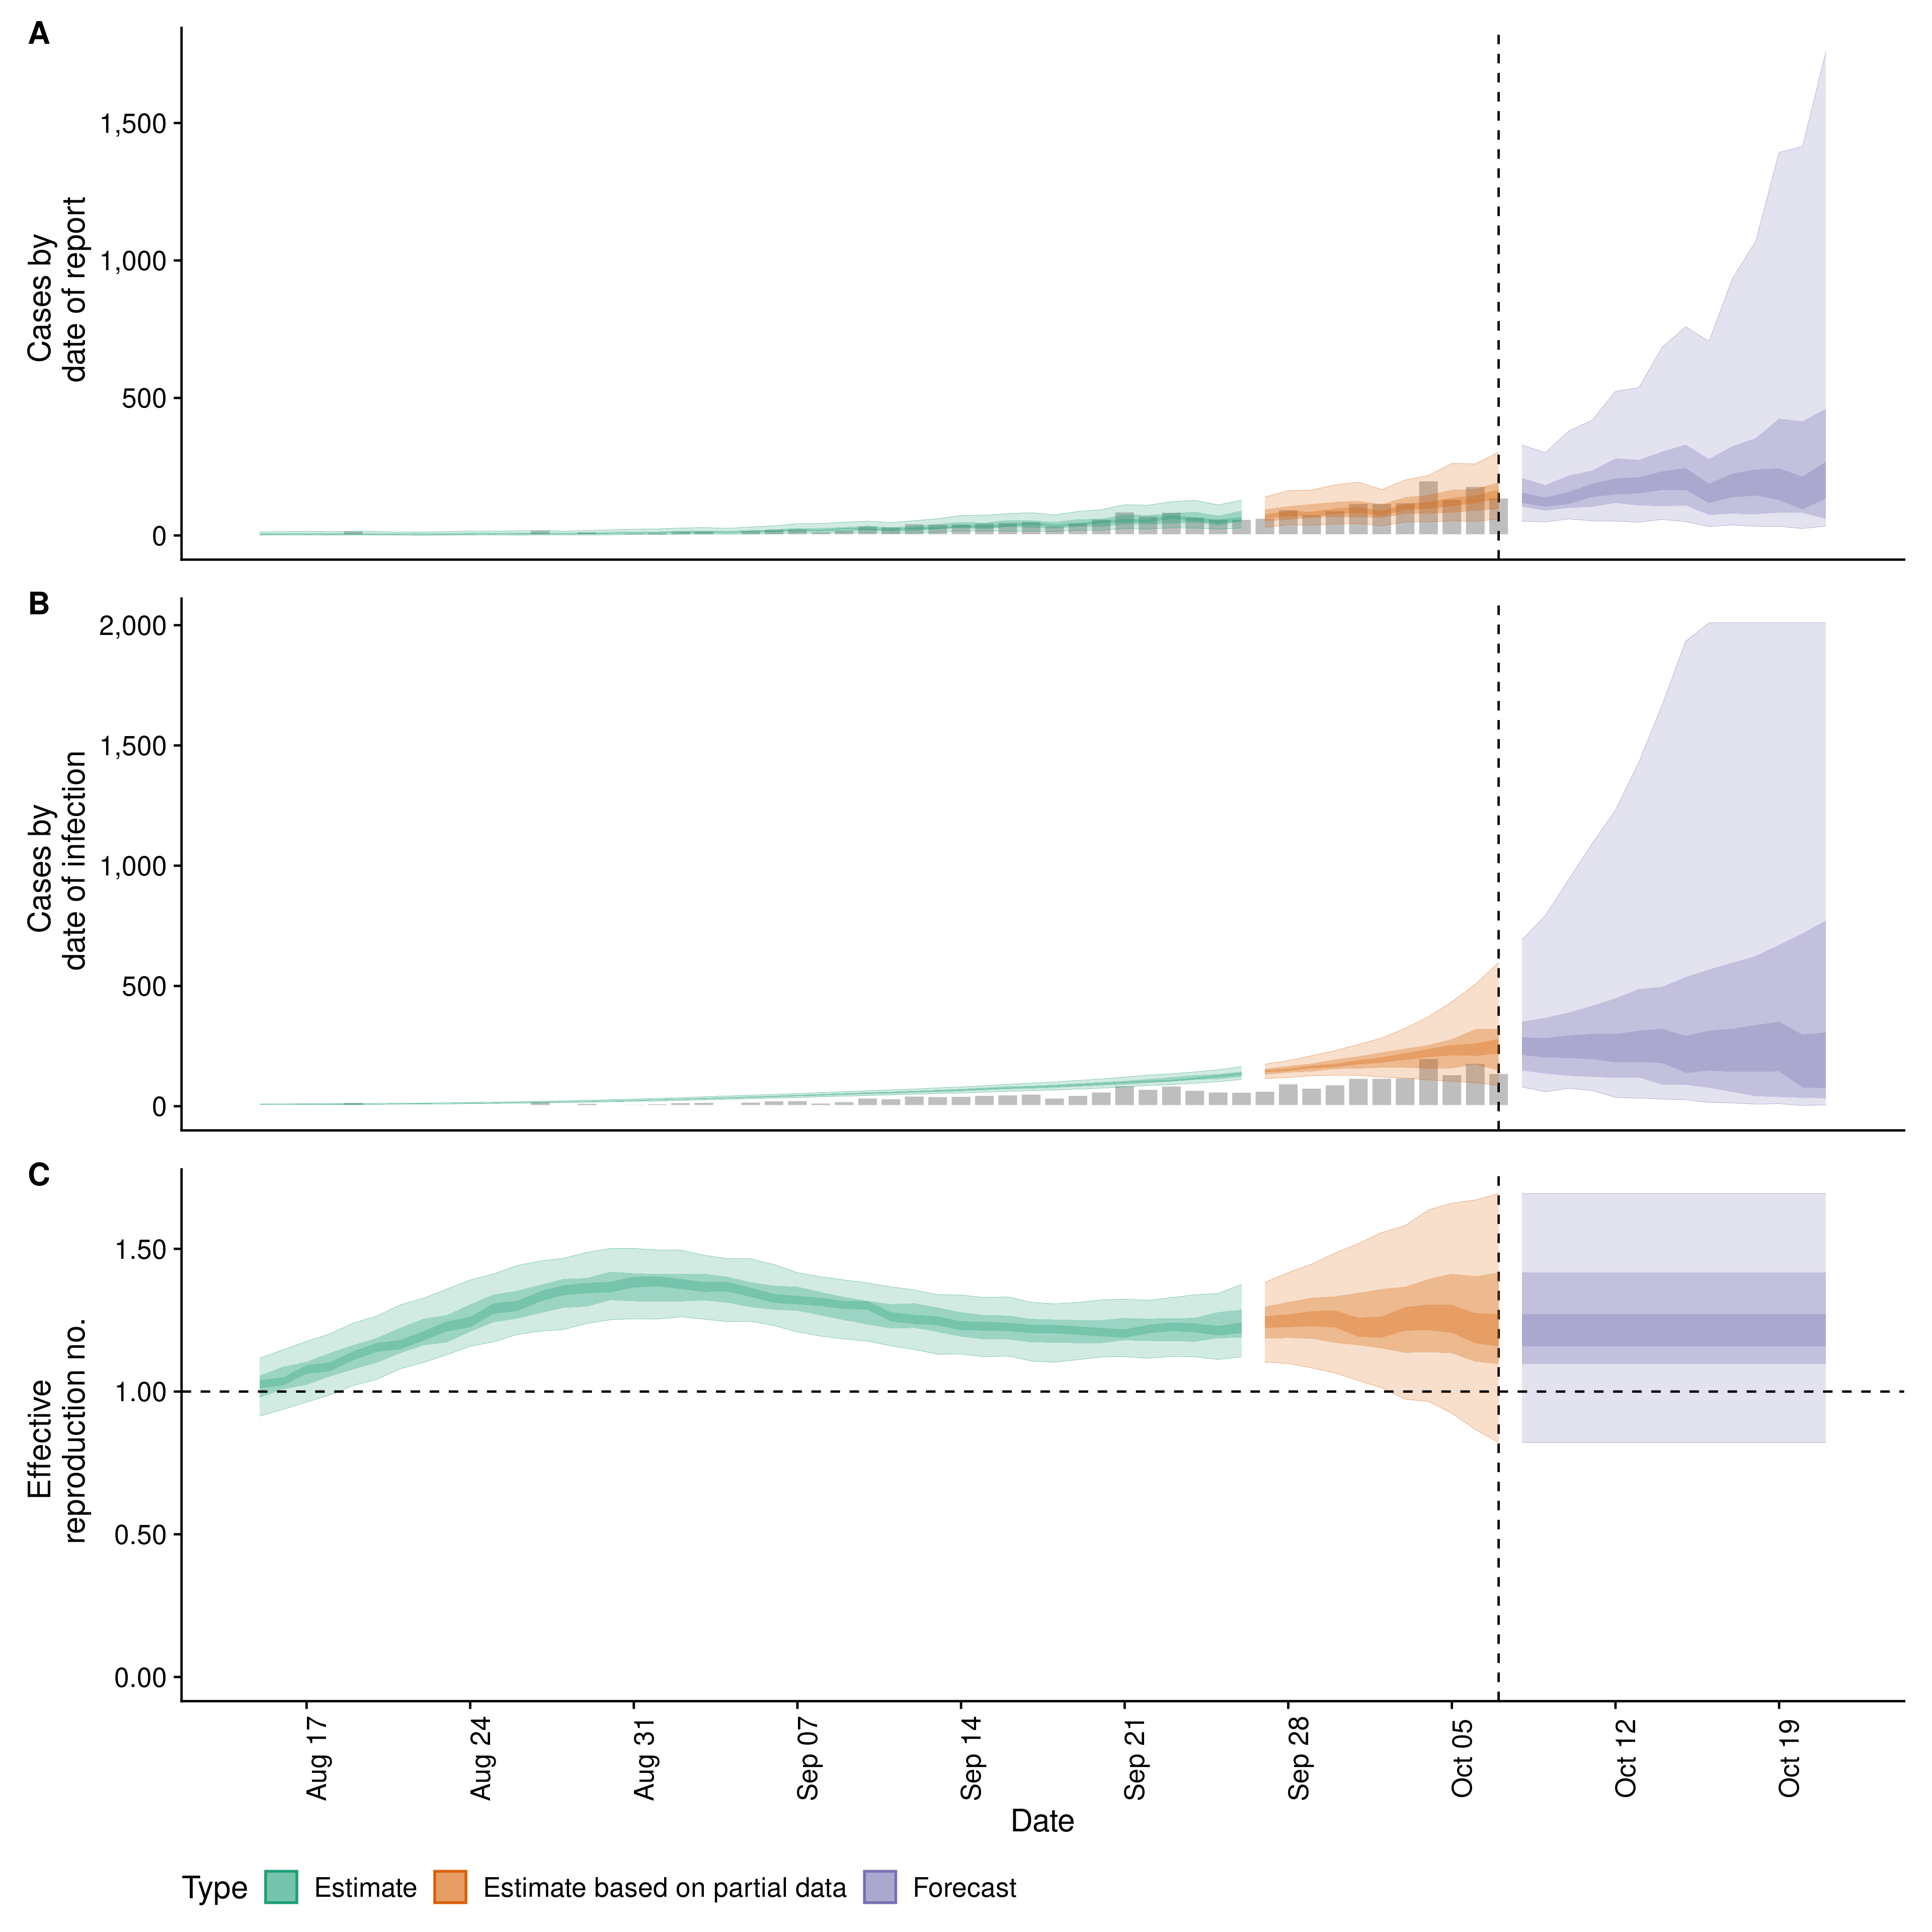 A
Cases by
date of report
1,500
1,000
500
0
B
Cases by
date of infection
2,000
1,500
1,000
500
0
C
Effective
reproduction no.
1.50
1.00
0.50
0.00
Aug 17
Aug 24
Aug 31
Sep 07
Sep 14
Sep 21
Sep 28
Oct 05
Oct 12
Oct 19
Date
Type Estimate Estimate based on partial data Forecast